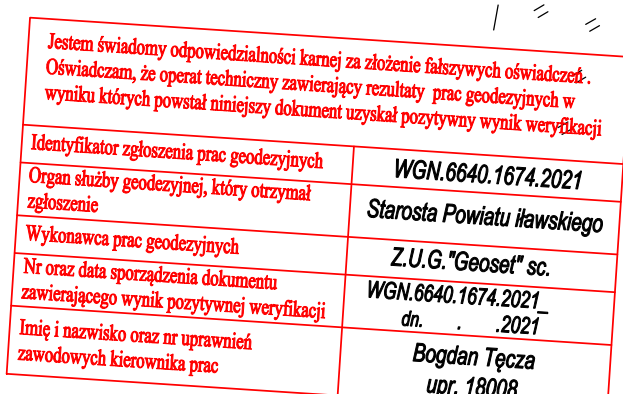 Jestem świadomy odpowiedzialności karnej za złożenie fałszywych oświadczeń .
Oświadczam, że operat techniczny zawierający rezultaty prac geodezyjnych w
wyniku których powstał niniejszy dokument uzyskał pozytywny wynik weryfikacji
Identyfikator zgłoszenia prac geodezyjnych
WGN.6640.1674.2021
Organ służby geodezyjnej, który otrzymał
zgłoszenie
Starosta Powiatu iławskiego
Wykonawca prac geodezyjnych
Z.U.G."Geoset" sc.
Nr oraz data sporządzenia dokumentu
zawierającego wynik pozytywnej weryfikacji
WGN.6640.1674.2021_
dn. . .2021
Imię i nazwisko oraz nr uprawnień
zawodowych kierownika prac
Bogdan Tęcza
upr. 18008